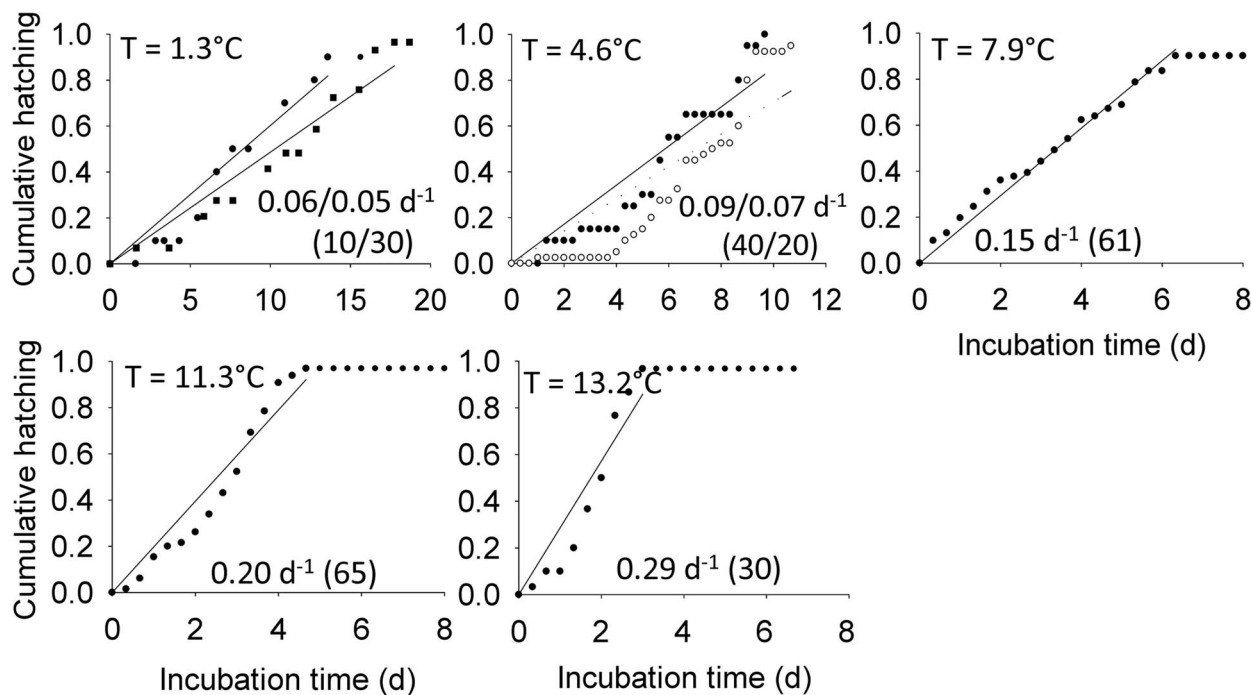 Cumulative hatching
1.0
0.8
0.6
0.4
0.2
0.0
T = 1.3°C
0.06/0.05 d⁻¹
(10/30)
0 5 10 15 20
1.0
0.8
0.6
0.4
0.2
0.0
T = 4.6°C
0.09/0.07 d⁻¹
(40/20)
0 2 4 6 8 10 12
1.0
0.8
0.6
0.4
0.2
0.0
T = 7.9°C
0.15 d⁻¹ (61)
0 2 4 6 8
Incubation time (d)
Cumulative hatching
1.0
0.8
0.6
0.4
0.2
0.0
T = 11.3°C
0.20 d⁻¹ (65)
0 2 4 6 8
Incubation time (d)
1.0
0.8
0.6
0.4
0.2
0.0
T = 13.2°C
0.29 d⁻¹ (30)
0 2 4 6 8
Incubation time (d)